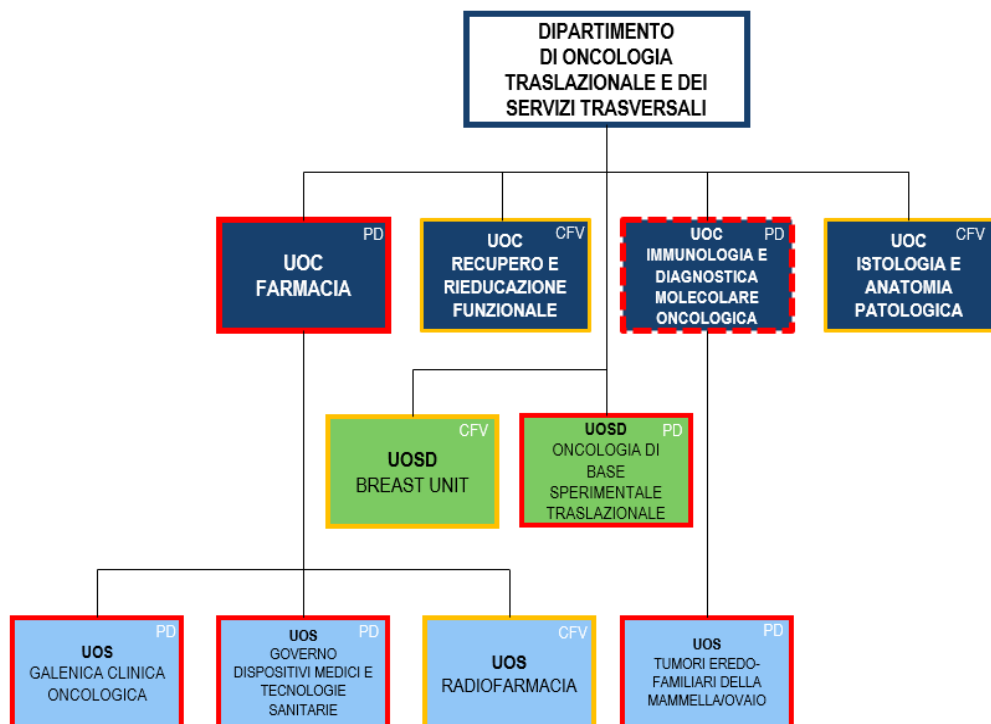 DIPARTIMENTO
DI ONCOLOGIA
TRASLAZIONALE E DEI
SERVIZI TRASVERSALI
PD
UOC
FARMACIA
CFV
UOC
RECUPERO E
RIEDUCAZIONE
FUNZIONALE
PD
UOC
IMMUNOLOGIA E
DIAGNOSTICA
MOLECOLARE
ONCOLOGICA
CFV
UOC
ISTOLOGIA E
ANATOMIA
PATOLOGICA
CFV
UOSD
BREAST UNIT
PD
UOSD
ONCOLOGIA DI
BASE
SPERIMENTALE
TRASLAZIONALE
PD
UOS
GALENICA CLINICA
ONCOLOGICA
PD
UOS
GOVERNO
DISPOSITIVI MEDICI E
TECNOLOGIE
SANITARIE
CFV
UOS
RADIOFARMACIA
PD
UOS
TUMORI EREDO-
FAMILIARI DELLA
MAMMELLA/OVAIO